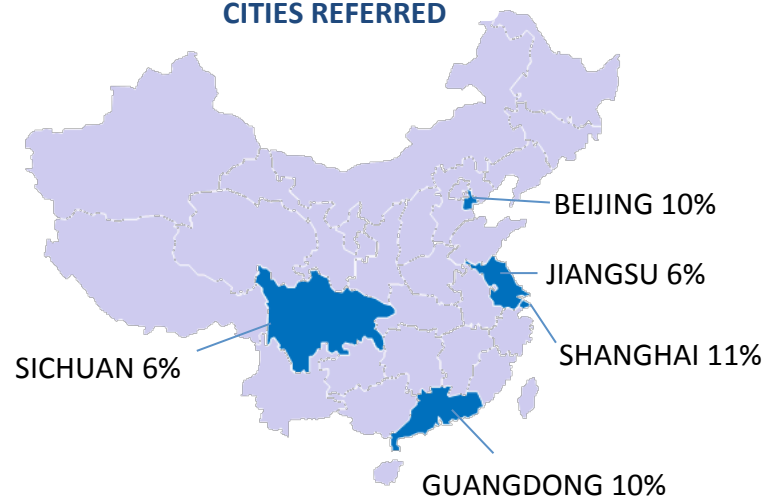 CITIES REFERRED
BEIJING 10%
JIANGSU 6%
SHANGHAI 11%
SICHUAN 6%
GUANGDONG 10%